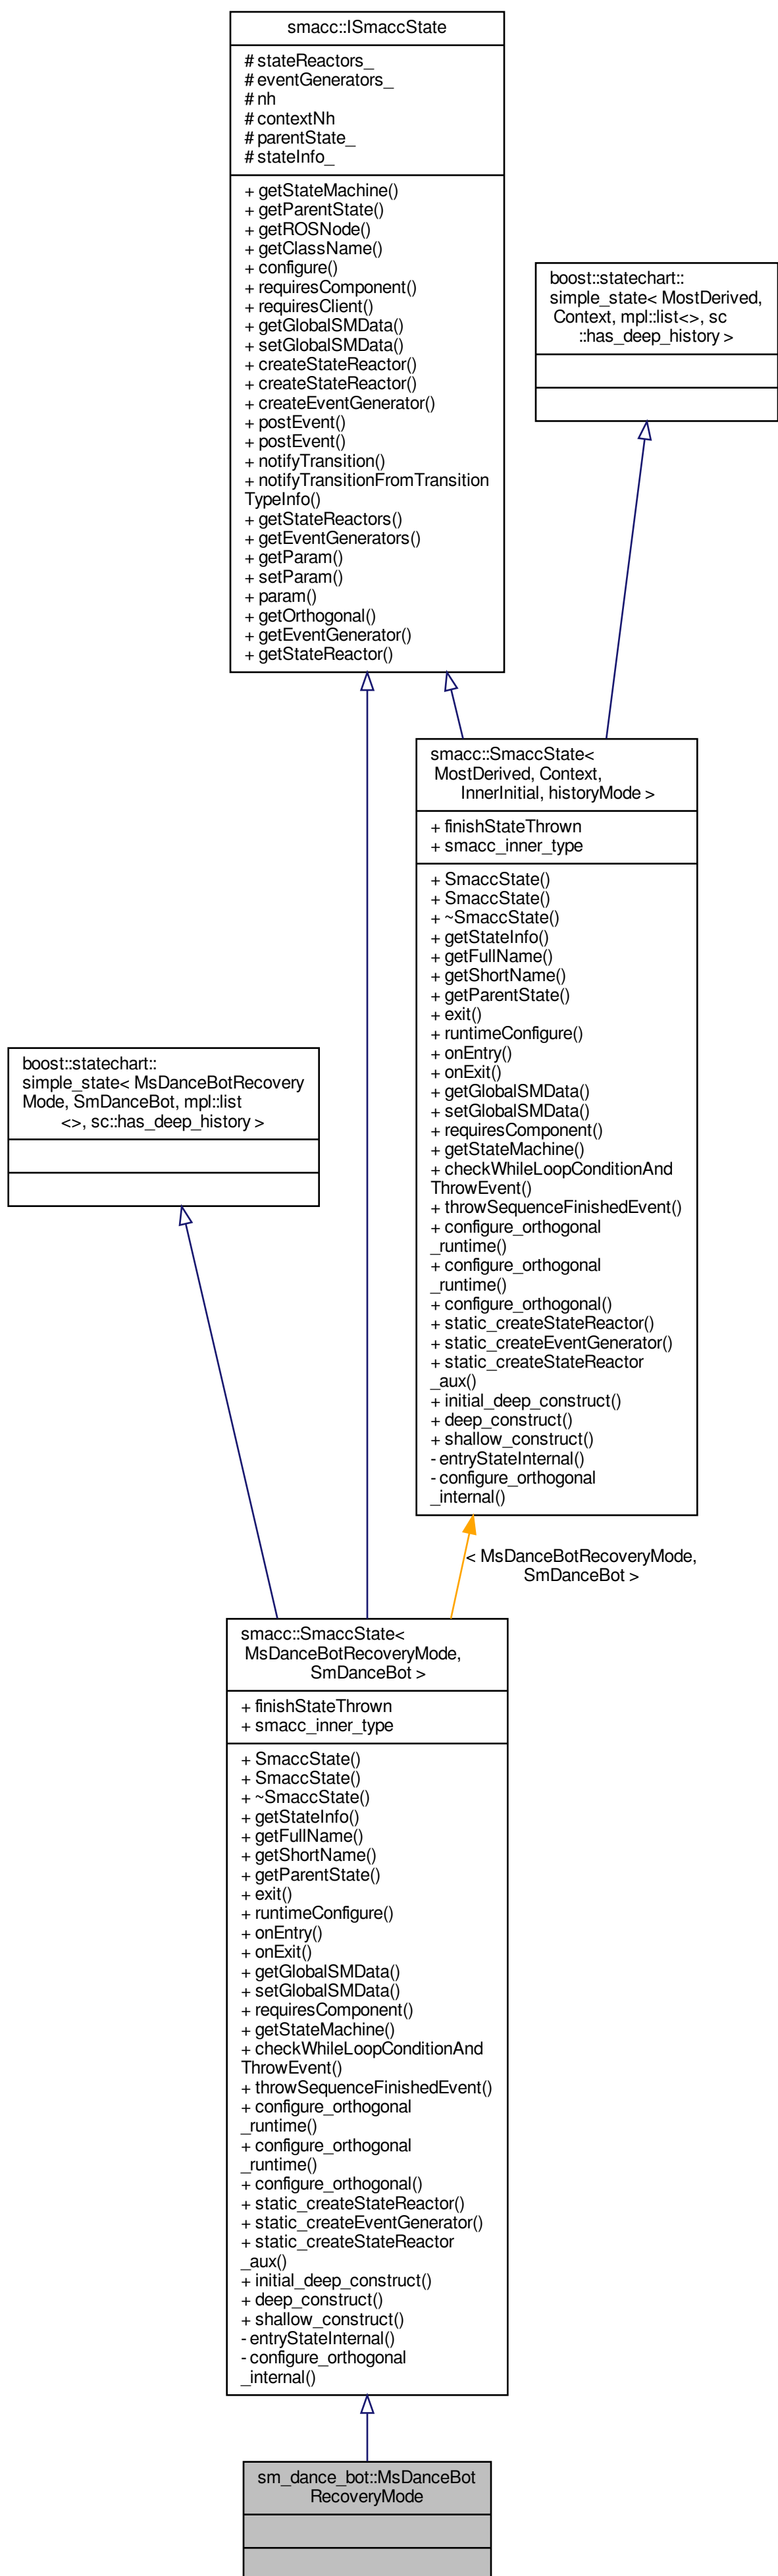 smacc::ISmaccState
# stateReactors_
# eventGenerators_
# nh
# contextNh
# parentState_
# stateInfo_
+ getStateMachine()
+ getParentState()
+ getROSNode()
+ getClassName()
+ configure()
+ requiresComponent()
+ requiresClient()
+ getGlobalSMData()
+ setGlobalSMData()
+ createStateReactor()
+ createStateReactor()
+ createEventGenerator()
+ postEvent()
+ postEvent()
+ notifyTransition()
+ notifyTransitionFromTransition
TypeInfo()
+ getStateReactors()
+ getEventGenerators()
+ getParam()
+ setParam()
+ param()
+ getOrthogonal()
+ getEventGenerator()
+ getStateReactor()
boost::statechart::
simple_state< MostDerived,
Context, mpl::list<>, sc
::has_deep_history >
smacc::SmaccState<
MostDerived, Context,
InnerInitial, historyMode >
+ finishStateThrown
+ smacc_inner_type
+ SmaccState()
+ SmaccState()
+ ~SmaccState()
+ getStateInfo()
+ getFullName()
+ getShortName()
+ getParentState()
+ exit()
+ runtimeConfigure()
+ onEntry()
+ onExit()
+ getGlobalSMData()
+ setGlobalSMData()
+ requiresComponent()
+ getStateMachine()
+ checkWhileLoopConditionAnd
ThrowEvent()
+ throwSequenceFinishedEvent()
+ configure_orthogonal
_runtime()
+ configure_orthogonal
_runtime()
+ configure_orthogonal()
+ static_createStateReactor()
+ static_createEventGenerator()
+ static_createStateReactor
_aux()
+ initial_deep_construct()
+ deep_construct()
+ shallow_construct()
- entryStateInternal()
- configure_orthogonal
_internal()
boost::statechart::
simple_state< MsDanceBotRecovery
Mode, SmDanceBot, mpl::list
<>, sc::has_deep_history >
< MsDanceBotRecoveryMode,
SmDanceBot >
smacc::SmaccState<
MsDanceBotRecoveryMode,
SmDanceBot >
+ finishStateThrown
+ smacc_inner_type
+ SmaccState()
+ SmaccState()
+ ~SmaccState()
+ getStateInfo()
+ getFullName()
+ getShortName()
+ getParentState()
+ exit()
+ runtimeConfigure()
+ onEntry()
+ onExit()
+ getGlobalSMData()
+ setGlobalSMData()
+ requiresComponent()
+ getStateMachine()
+ checkWhileLoopConditionAnd
ThrowEvent()
+ throwSequenceFinishedEvent()
+ configure_orthogonal
_runtime()
+ configure_orthogonal
_runtime()
+ configure_orthogonal()
+ static_createStateReactor()
+ static_createEventGenerator()
+ static_createStateReactor
_aux()
+ initial_deep_construct()
+ deep_construct()
+ shallow_construct()
- entryStateInternal()
- configure_orthogonal
_internal()
sm_dance_bot::MsDanceBot
RecoveryMode